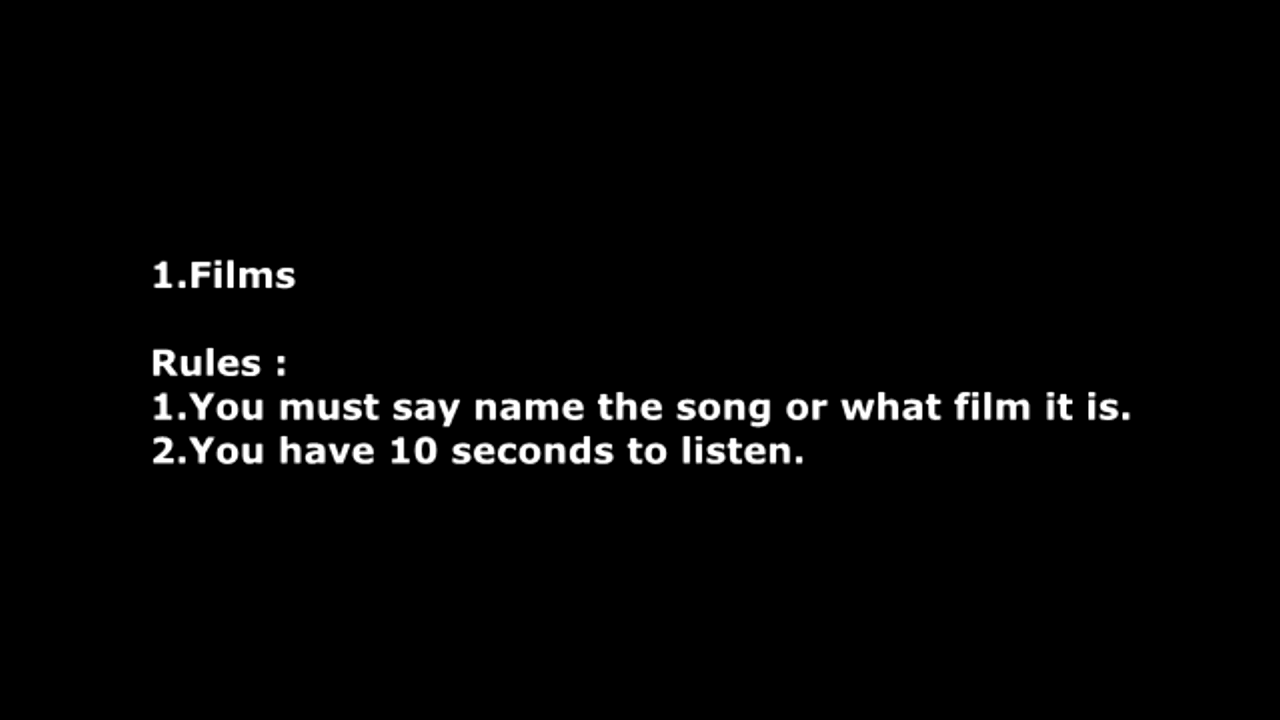 1.Films
Rules :
1.You must say name the song or what film it is.
2.You have 10 seconds to listen.